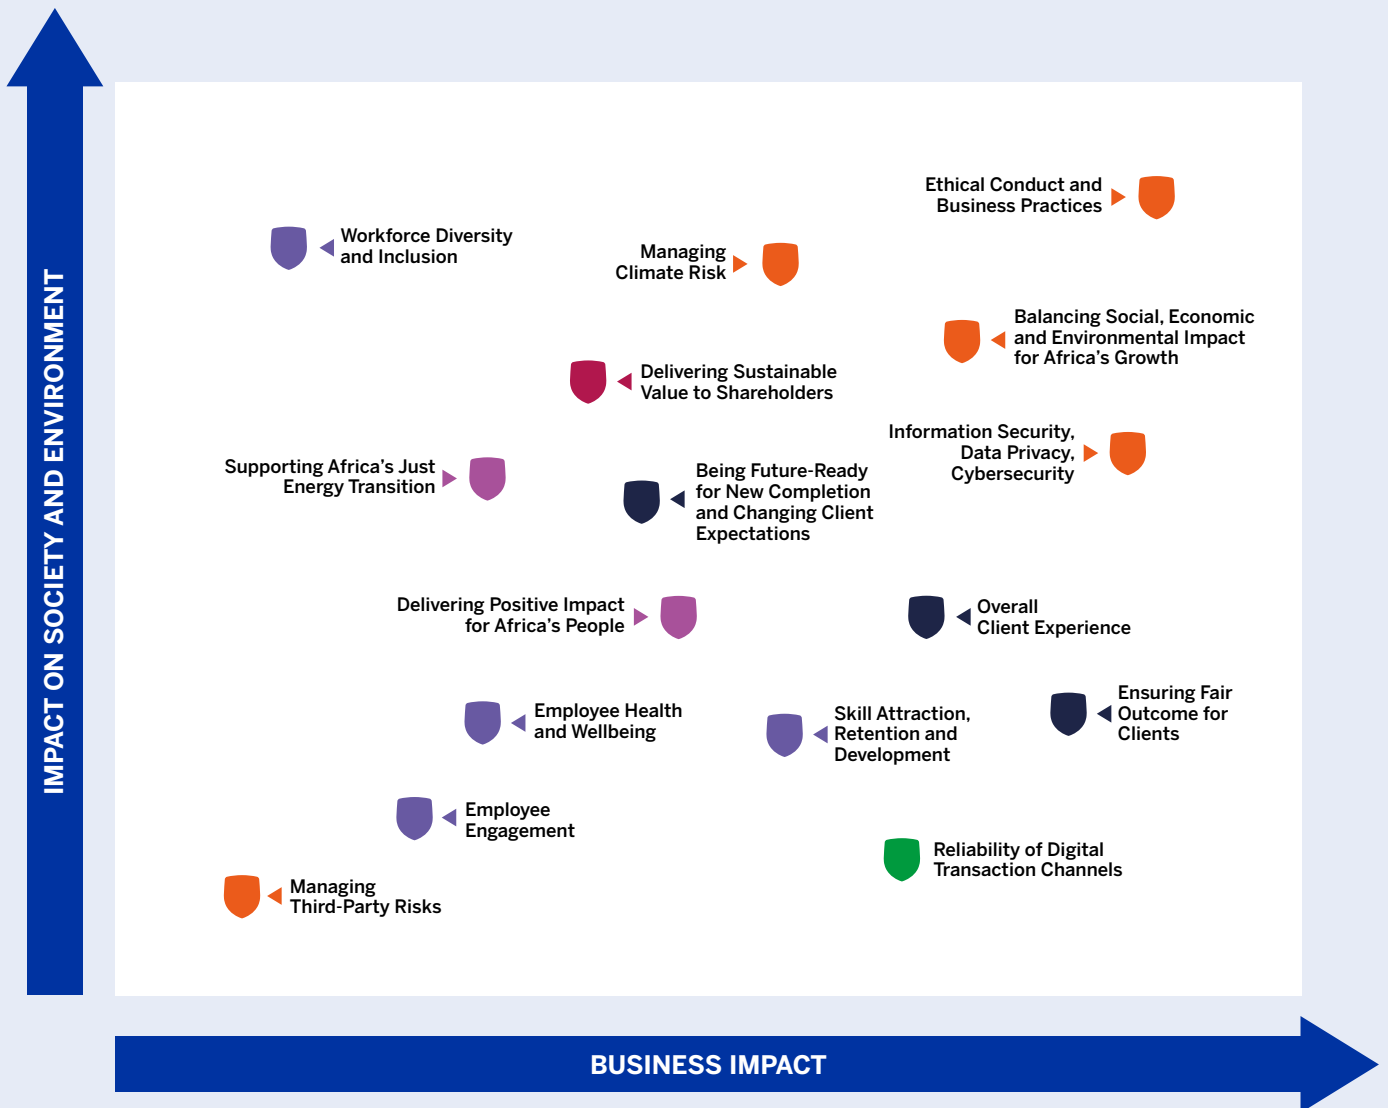 IMPACT ON SOCIETY AND ENVIRONMENT
Ethical Conduct and
Business Practices
Workforce Diversity
and Inclusion
Managing
Climate Risk
Balancing Social, Economic
and Environmental Impact
for Africa's Growth
Delivering Sustainable
Value to Shareholders
Information Security,
Data Privacy,
Cybersecurity
Supporting Africa's Just
Energy Transition
Being Future-Ready
for New Completion
and Changing Client
Expectations
Delivering Positive Impact
for Africa's People
Overall
Client Experience
Employee Health
and Wellbeing
Skill Attraction,
Retention and
Development
Ensuring Fair
Outcome for
Clients
Employee
Engagement
Reliability of Digital
Transaction Channels
Managing
Third-Party Risks
BUSINESS IMPACT